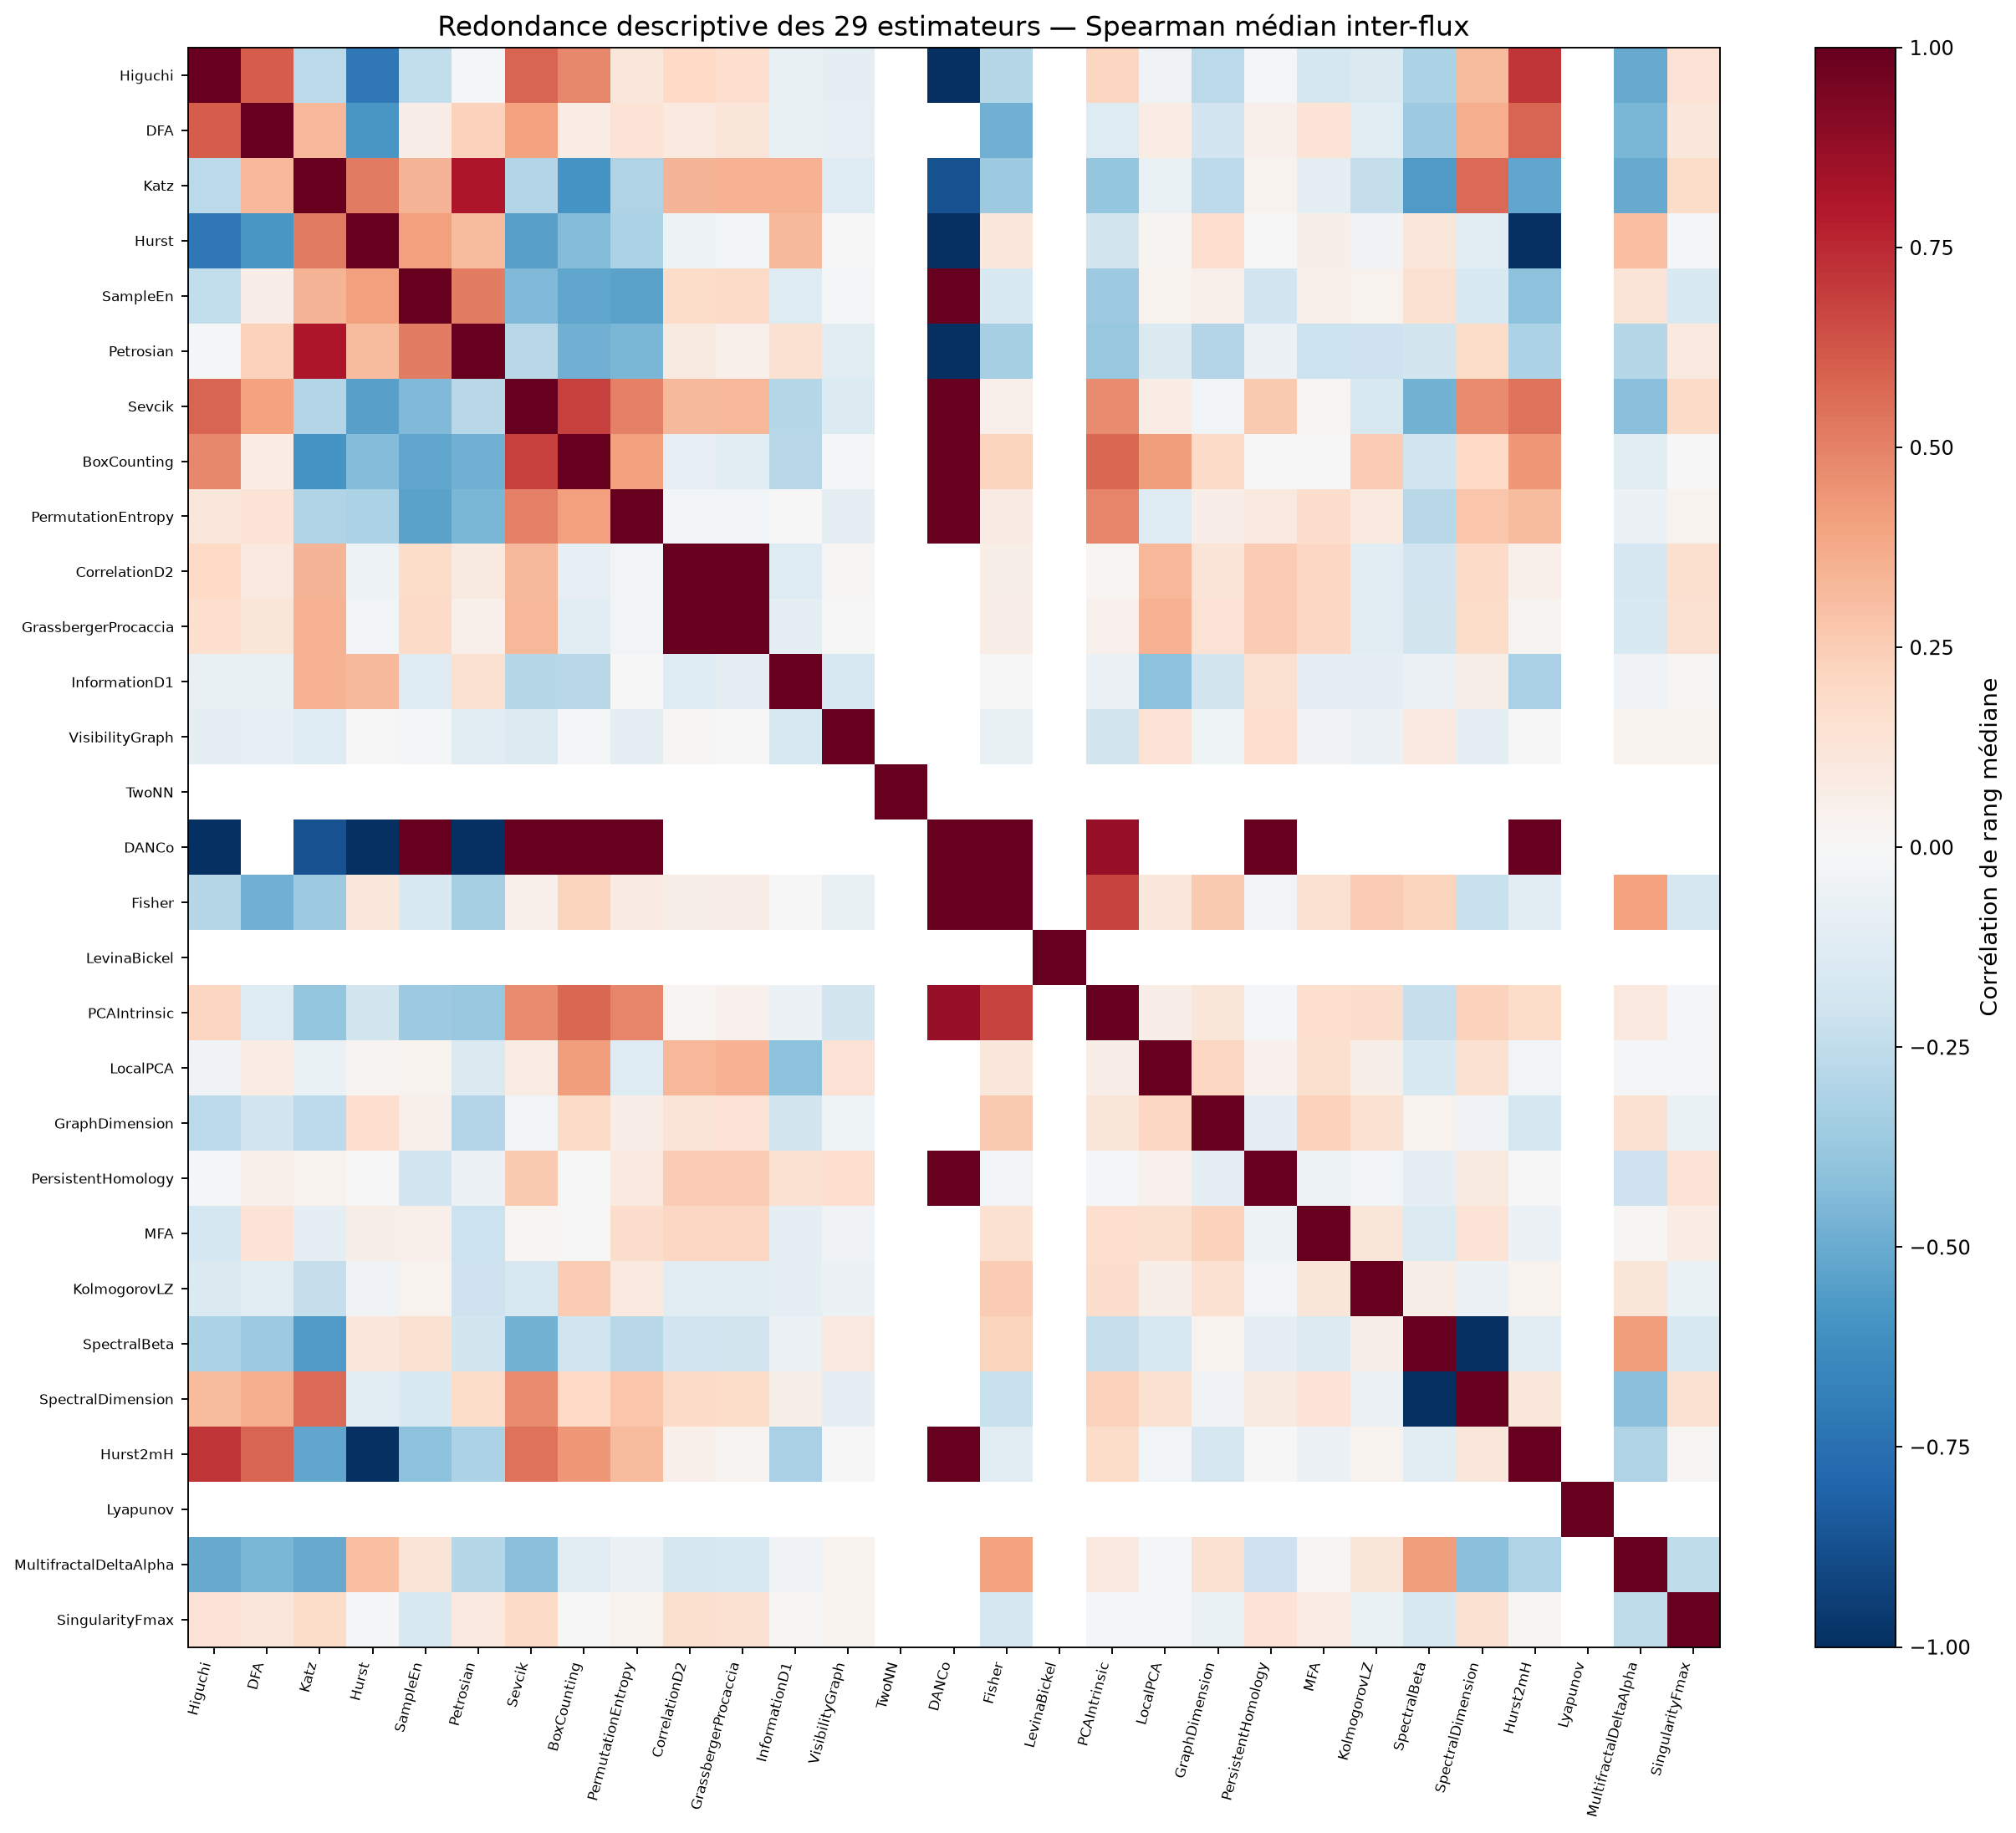 Redondance descriptive des 29 estimateurs — Spearman médian inter-flux
Higuchi
DFA
Katz
Hurst
SampleEn
Petrosian
Sevcik
BoxCounting
PermutationEntropy
CorrelationD2
GrassbergerProcaccia
InformationD1
VisibilityGraph
TwoNN
DANCo
Fisher
LevinaBickel
PCAIntrinsic
LocalPCA
GraphDimension
PersistentHomology
MFA
KolmogorovLZ
SpectralBeta
SpectralDimension
Hurst2mH
Lyapunov
MultifractalDeltaAlpha
SingularityFmax
Higuchi
DFA
Katz
Hurst
SampleEn
Petrosian
Sevcik
BoxCounting
PermutationEntropy
CorrelationD2
GrassbergerProcaccia
InformationD1
VisibilityGraph
TwoNN
DANCo
Fisher
LevinaBickel
PCAIntrinsic
LocalPCA
GraphDimension
PersistentHomology
MFA
KolmogorovLZ
SpectralBeta
SpectralDimension
Hurst2mH
Lyapunov
MultifractalDeltaAlpha
SingularityFmax
1.00
0.75
0.50
0.25
0.00
−0.25
−0.50
−0.75
−1.00
Corrélation de rang médiane